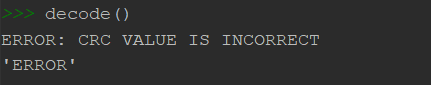 >>> decode()
ERROR: CRC VALUE IS INCORRECT
'ERROR'